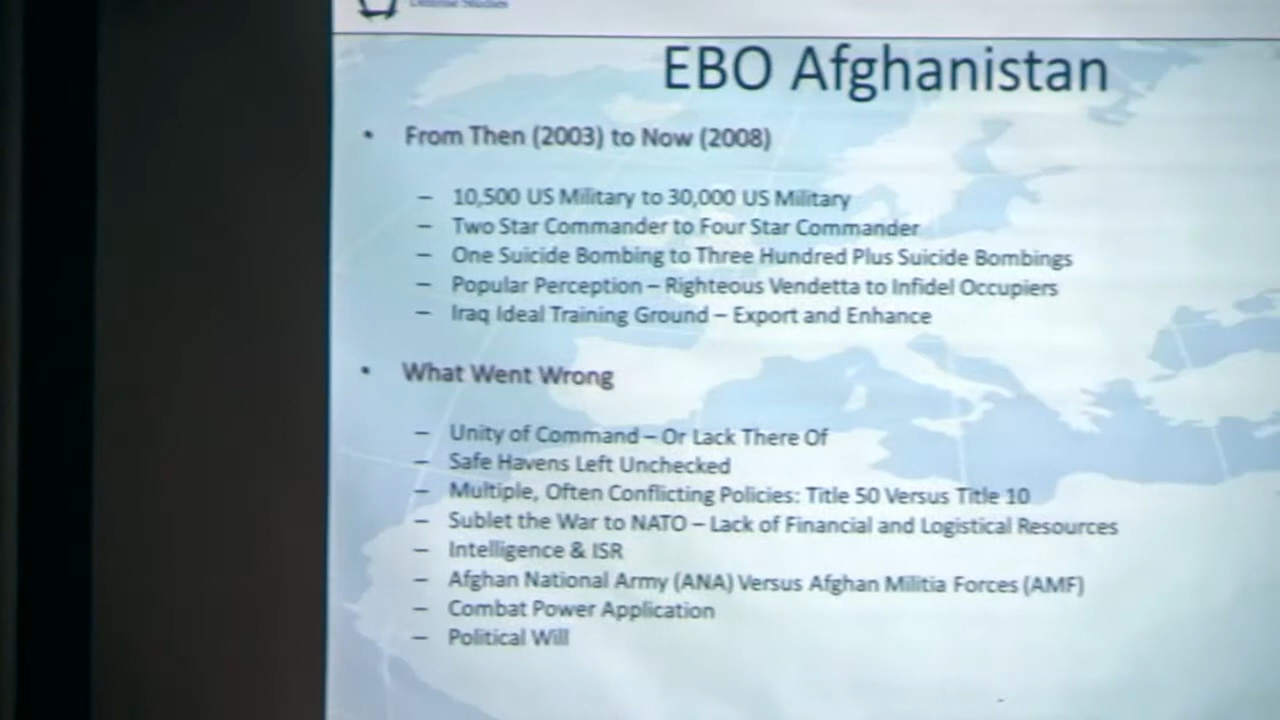 Defense Studies
EBO Afghanistan
• From Then (2003) to Now (2008)
– 10,500 US Military to 30,000 US Military
– Two Star Commander to Four Star Commander
– One Suicide Bombing to Three Hundred Plus Suicide Bombings
– Popular Perception – Righteous Vendetta to Infidel Occupiers
– Iraq Ideal Training Ground – Export and Enhance
• What Went Wrong
– Unity of Command – Or Lack There Of
– Safe Havens Left Unchecked
– Multiple, Often Conflicting Policies: Title 50 Versus Title 10
– Sublet the War to NATO – Lack of Financial and Logistical Resources
– Intelligence & ISR
– Afghan National Army (ANA) Versus Afghan Militia Forces (AMF)
– Combat Power Application
– Political Will